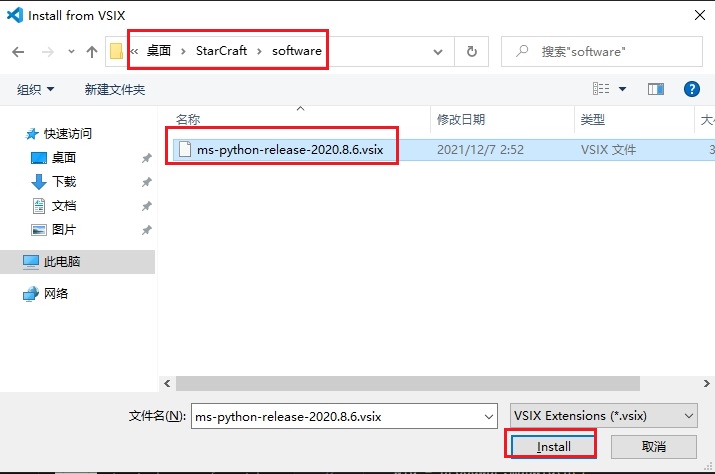 Install from VSIX
« 桌面 > StarCraft > software
搜索"software"
组织 新建文件夹
名称 修改日期 类型 大
快速访问
桌面
下载
文档
图片
此电脑
网络
ms-python-release-2020.8.6.vsix 2021/12/7 2:52 VSIX 文件 3
文件名(N): ms-python-release-2020.8.6.vsix VSIX Extensions (*.vsix)
Install 取消